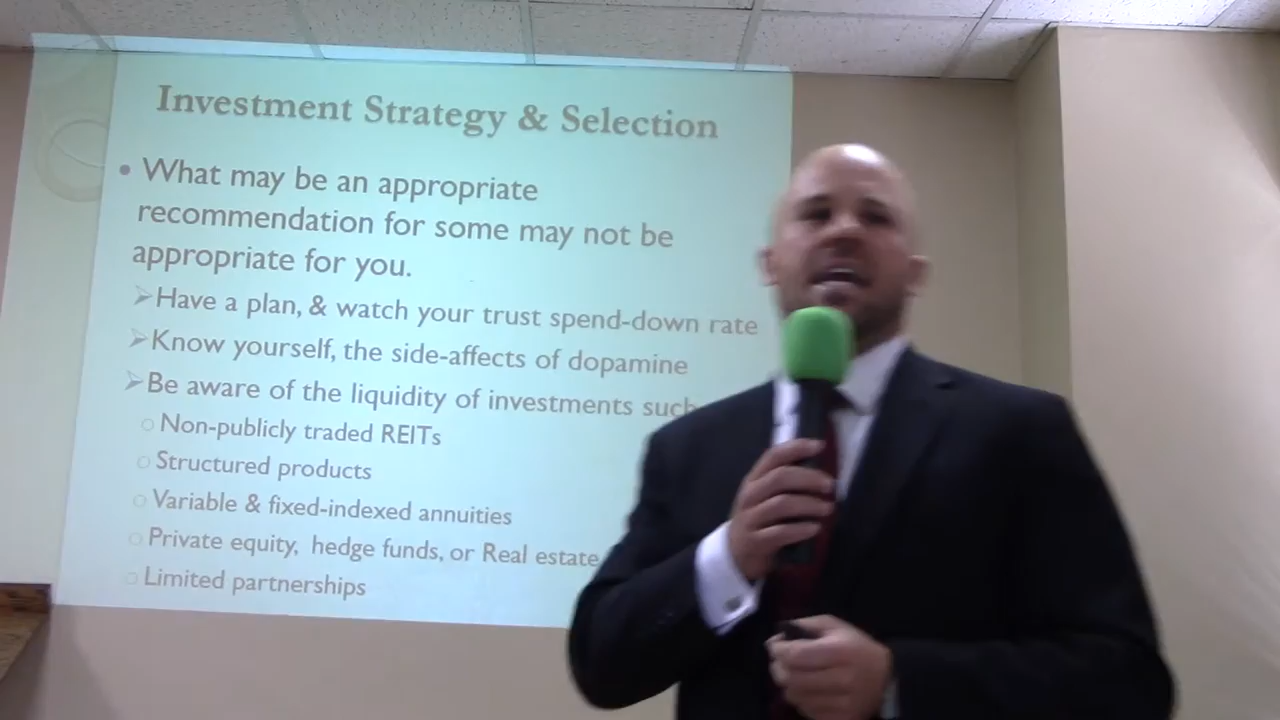 Investment Strategy & Selection
• What may be an appropriate
recommendation for some may not be
appropriate for you.
➢Have a plan, & watch your trust spend-down rate
➢Know yourself, the side-affects of dopamine
➢Be aware of the liquidity of investments such
○ Non-publicly traded REITs
○ Structured products
○ Variable & fixed-indexed annuities
○ Private equity, hedge funds, or Real estate
○ Limited partnerships